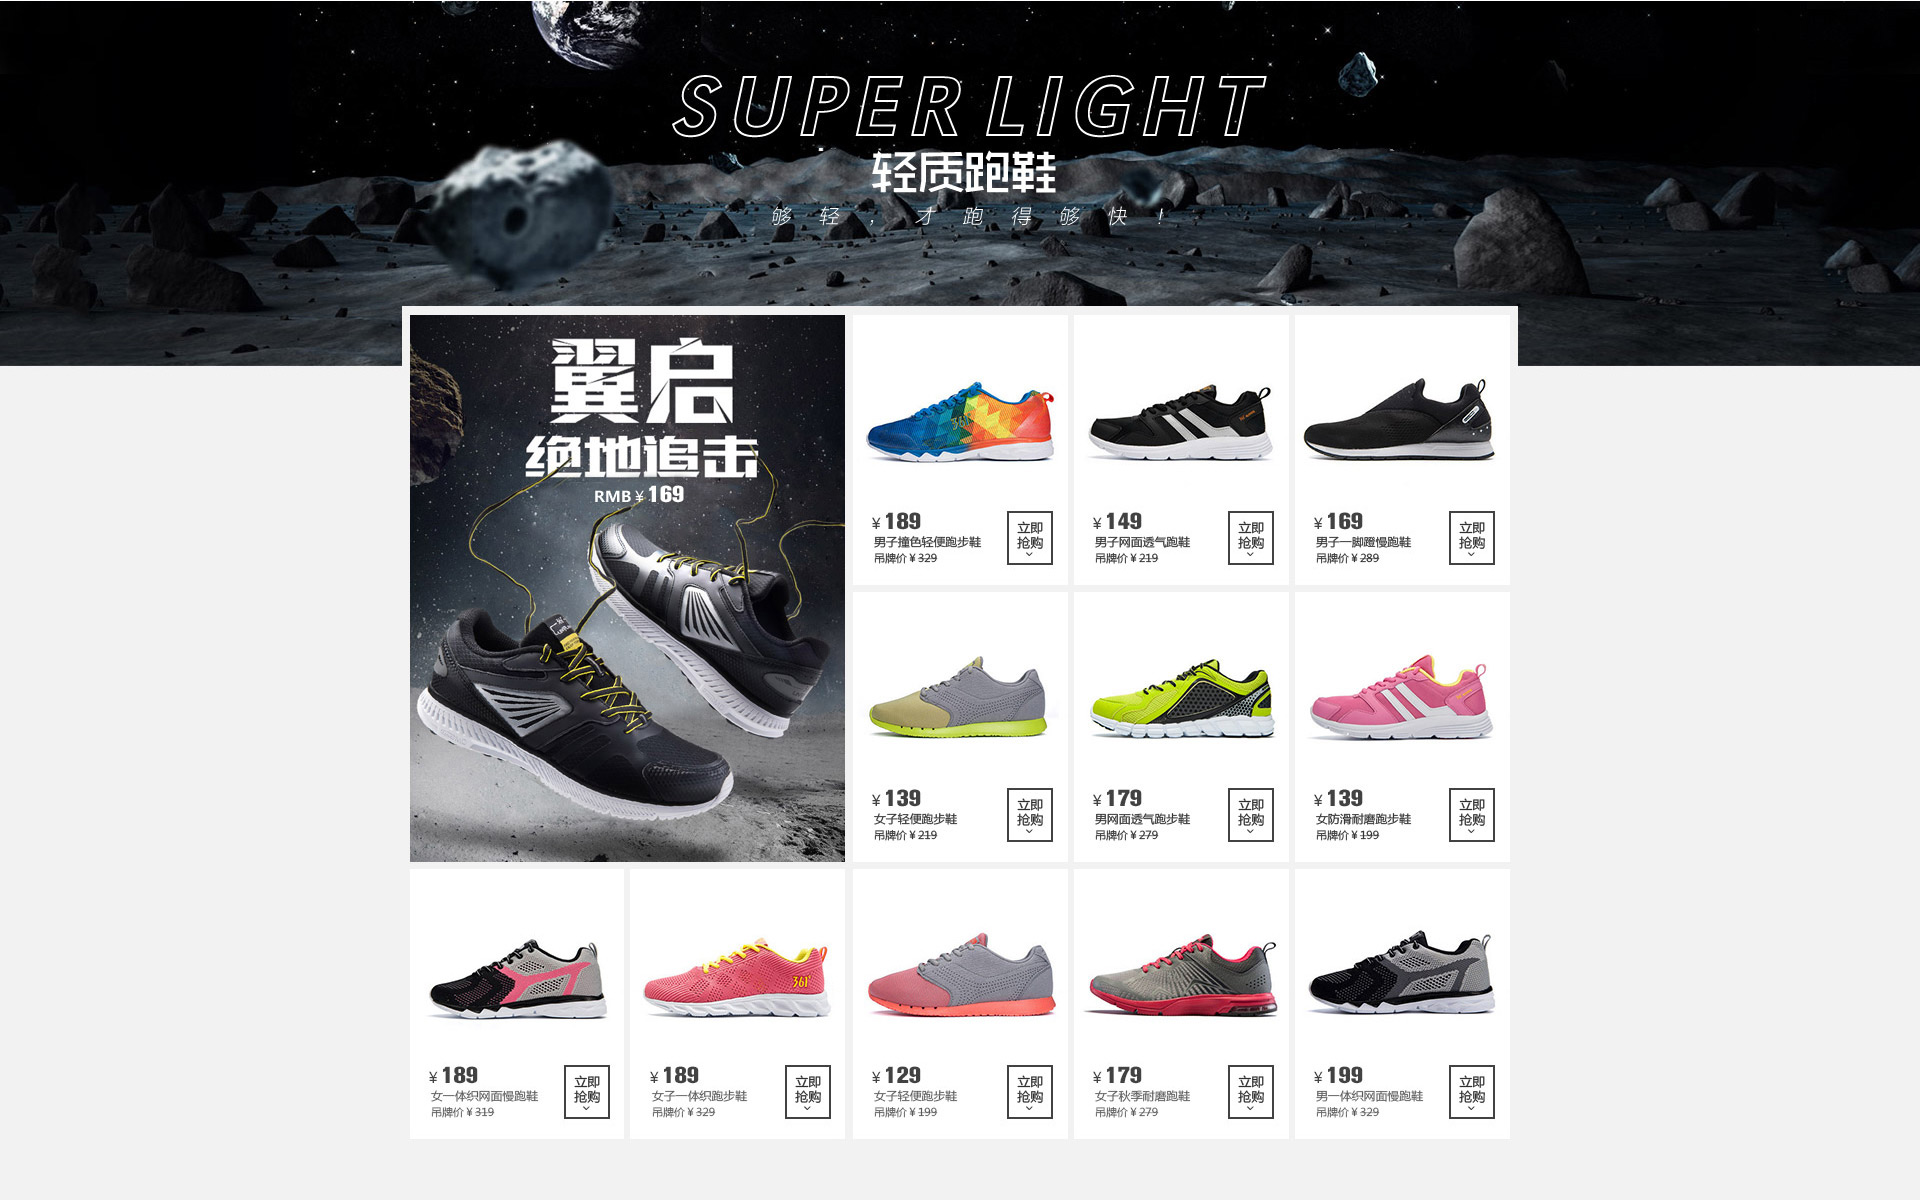 SUPER LIGHT
轻质跑鞋
够轻，才跑得够快！
翼启
绝地追击
RMB ¥ 169
361°
¥ 189
男子撞色轻便跑步鞋
吊牌价 ¥ 329
立即
抢购
¥ 149
男子网面透气跑鞋
吊牌价 ¥ 219
立即
抢购
¥ 169
男子一脚蹬慢跑鞋
吊牌价 ¥ 289
立即
抢购
¥ 139
女子轻便跑步鞋
吊牌价 ¥ 219
立即
抢购
¥ 179
男网面透气跑步鞋
吊牌价 ¥ 279
立即
抢购
¥ 139
女防滑耐磨跑步鞋
吊牌价 ¥ 199
立即
抢购
¥ 189
女一体织网面慢跑鞋
吊牌价 ¥ 319
立即
抢购
361°
¥ 189
女子一体织跑步鞋
吊牌价 ¥ 329
立即
抢购
¥ 129
女子轻便跑步鞋
吊牌价 ¥ 199
立即
抢购
¥ 179
女子秋季耐磨跑鞋
吊牌价 ¥ 279
立即
抢购
¥ 199
男一体织网面慢跑鞋
吊牌价 ¥ 329
立即
抢购